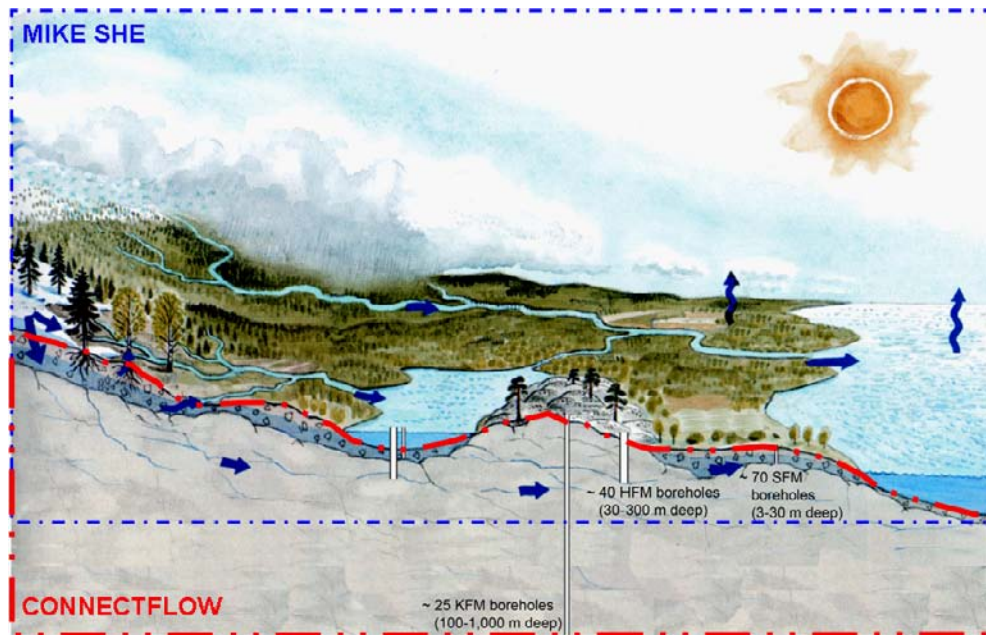 MIKE SHE
~ 40 HFM boreholes
(30-300 m deep)
~ 70 SFM
boreholes
(3-30 m deep)
CONNECTFLOW
~ 25 KFM boreholes
(100-1,000 m deep)